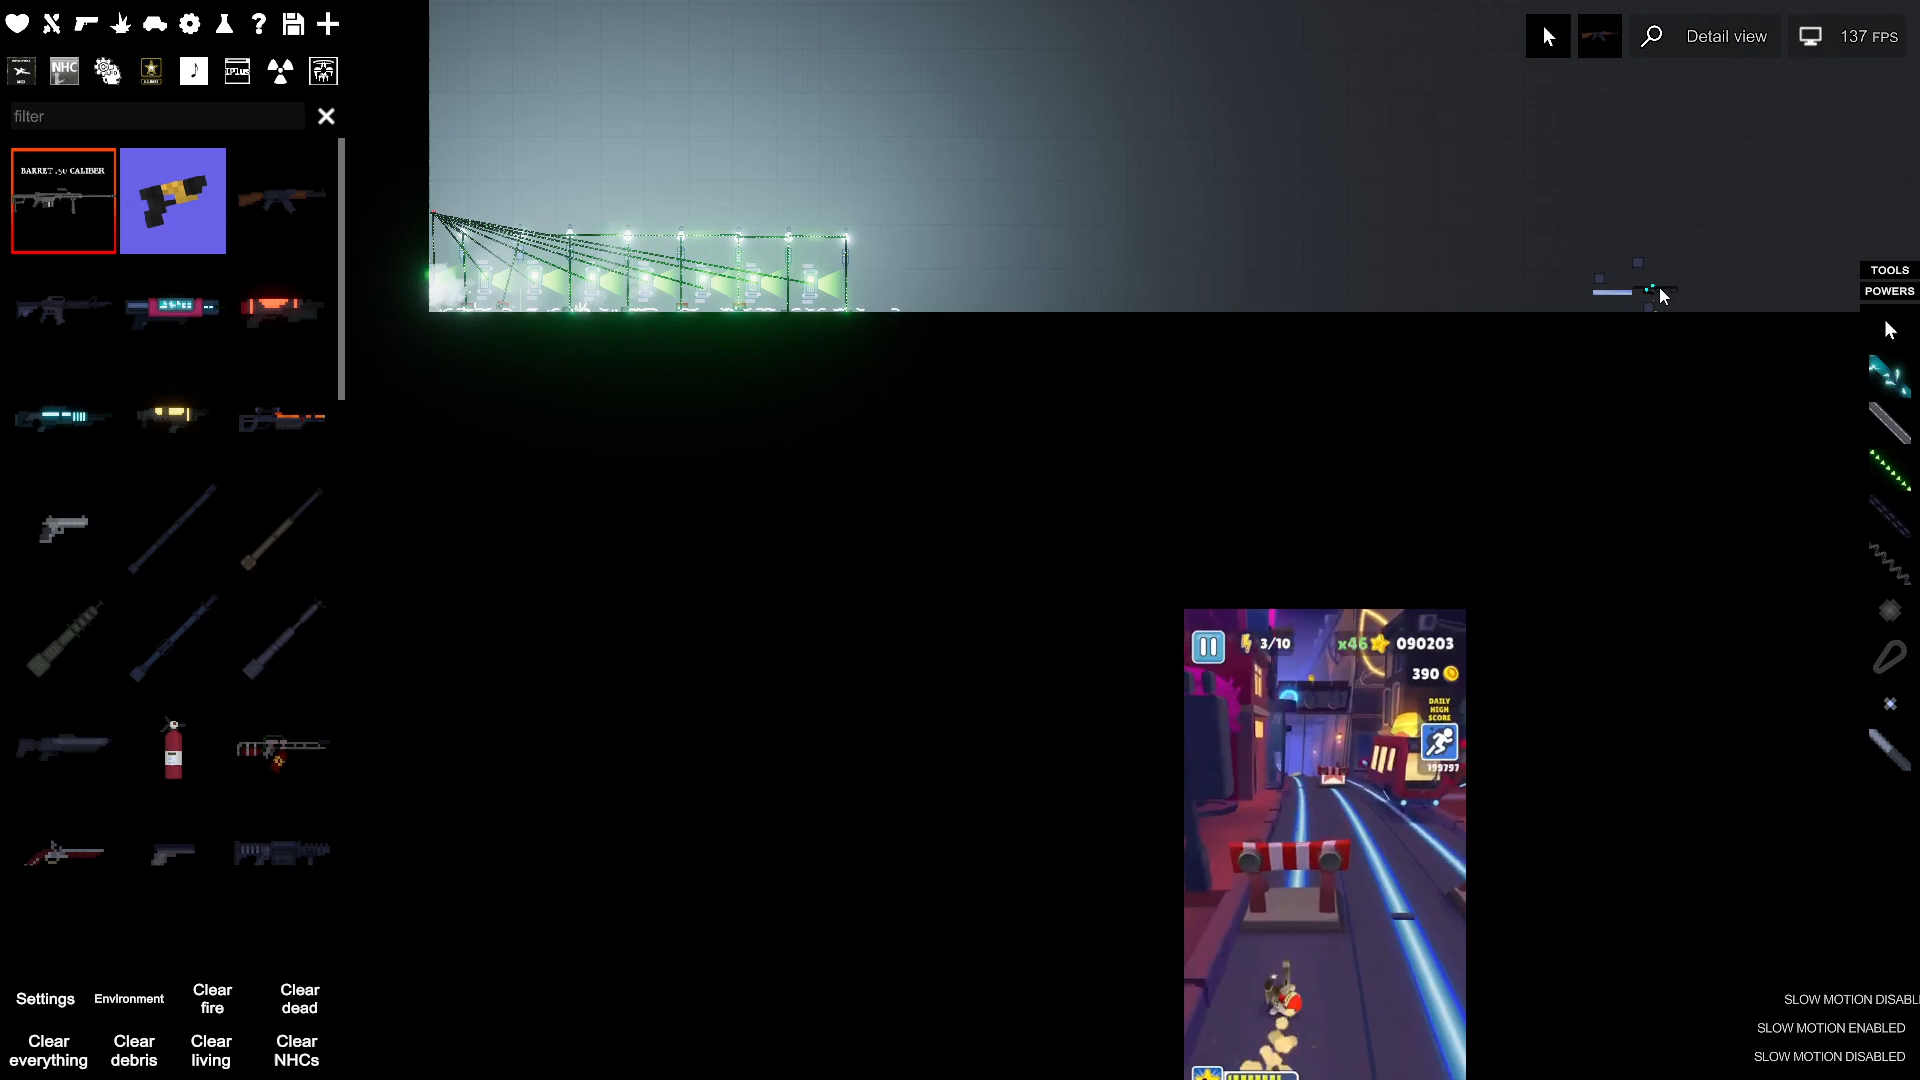 Detail view
137 FPS
NHC
IPLUS
filter
BARRET .50 CALIBER
TOOLS
POWERS
3/10
x46
090203
390
DAILY
HIGH
SCORE
199797
Settings
Environment
Clear
fire
Clear
dead
Clear
everything
Clear
debris
Clear
living
Clear
NHCs
SLOW MOTION DISABL
SLOW MOTION ENABLED
SLOW MOTION DISABLED